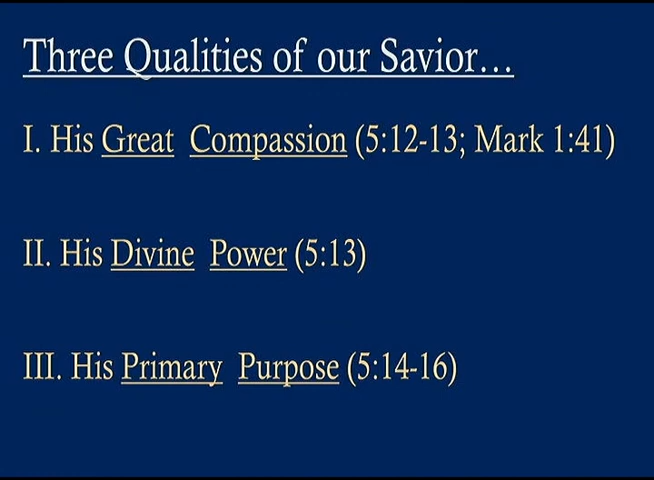 Three Qualities of our Savior...
I. His Great Compassion (5:12-13; Mark 1:41)
II. His Divine Power (5:13)
III. His Primary Purpose (5:14-16)